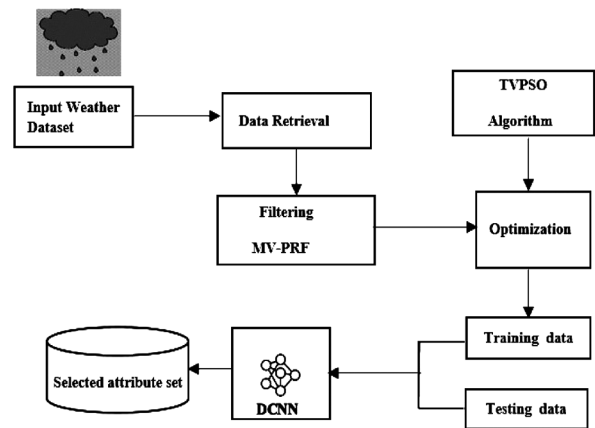 Input Weather
Dataset
Data Retrieval
TVPSO
Algorithm
Filtering
MV-PRF
Optimization
Training data
Testing data
DCNN
Selected attribute set